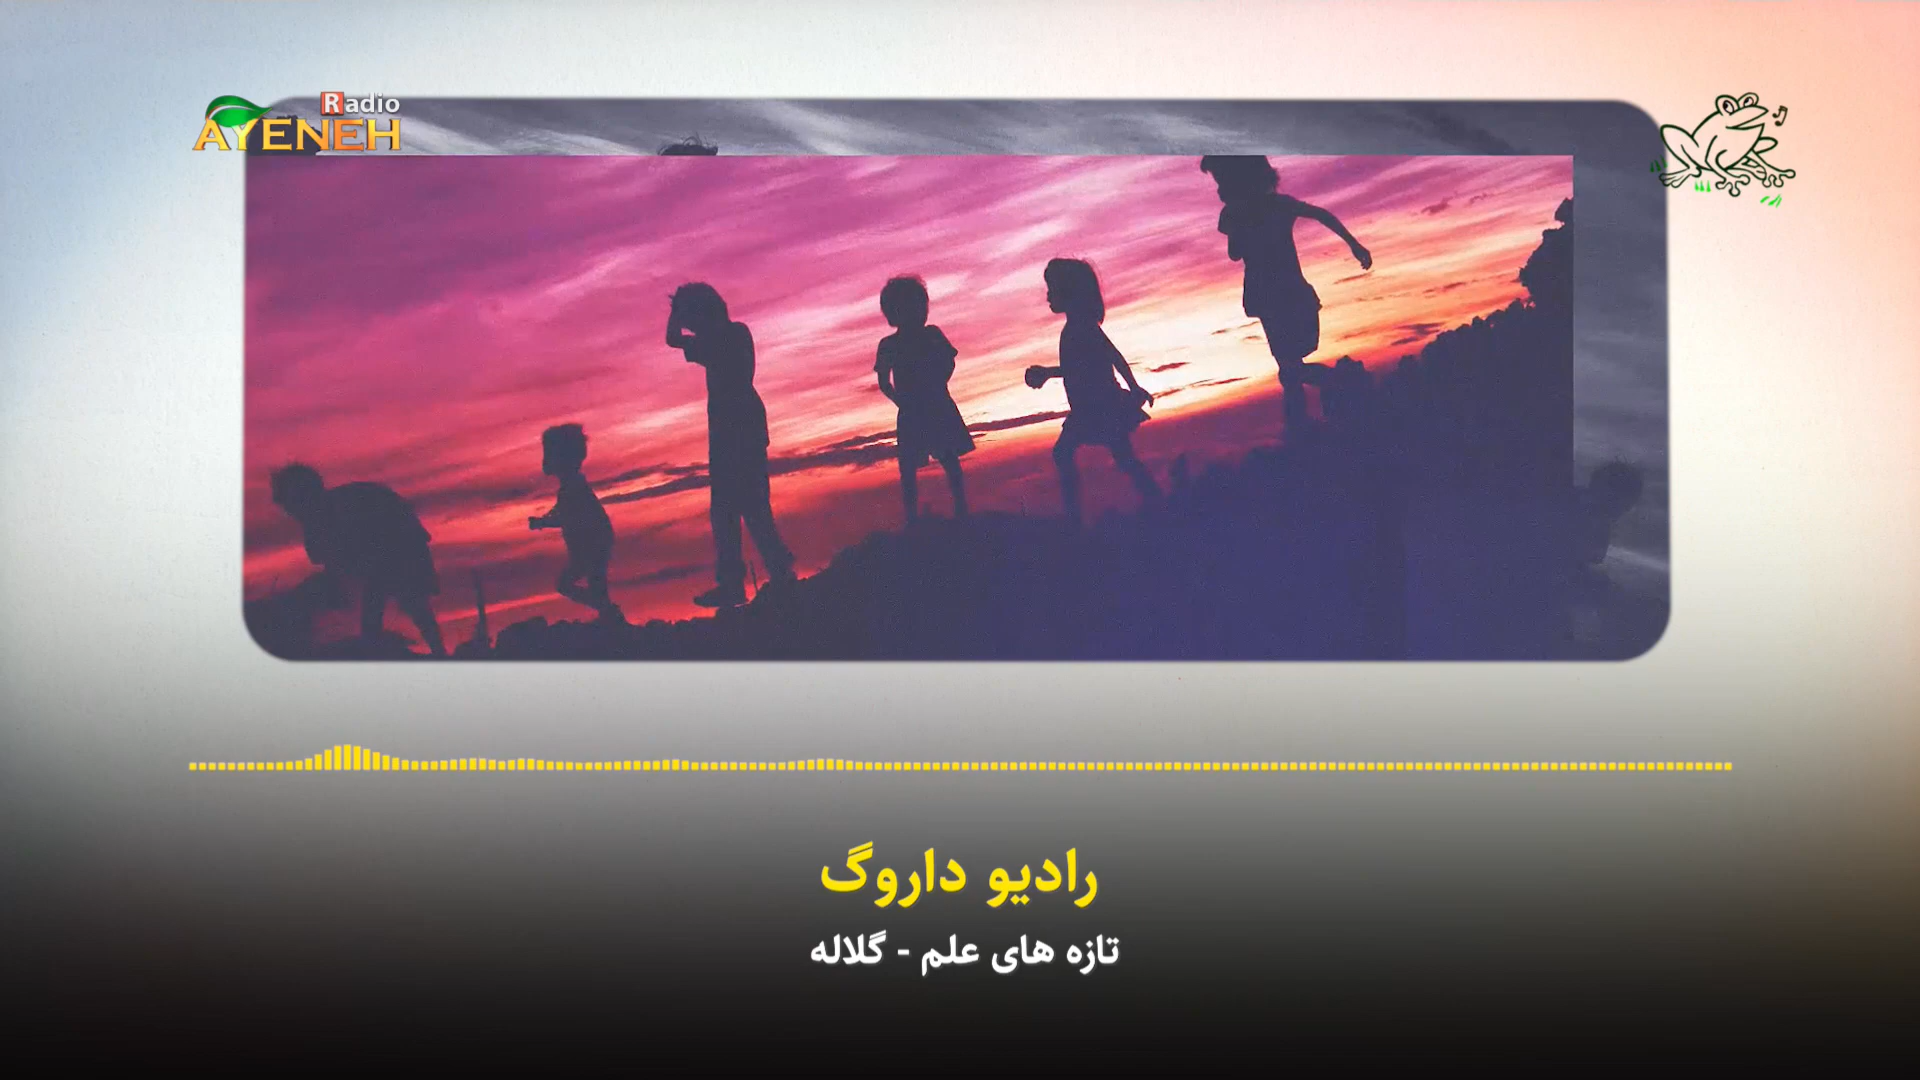 Radio
AYENEH
رادیو داروگ
تازه های علم - گلاله